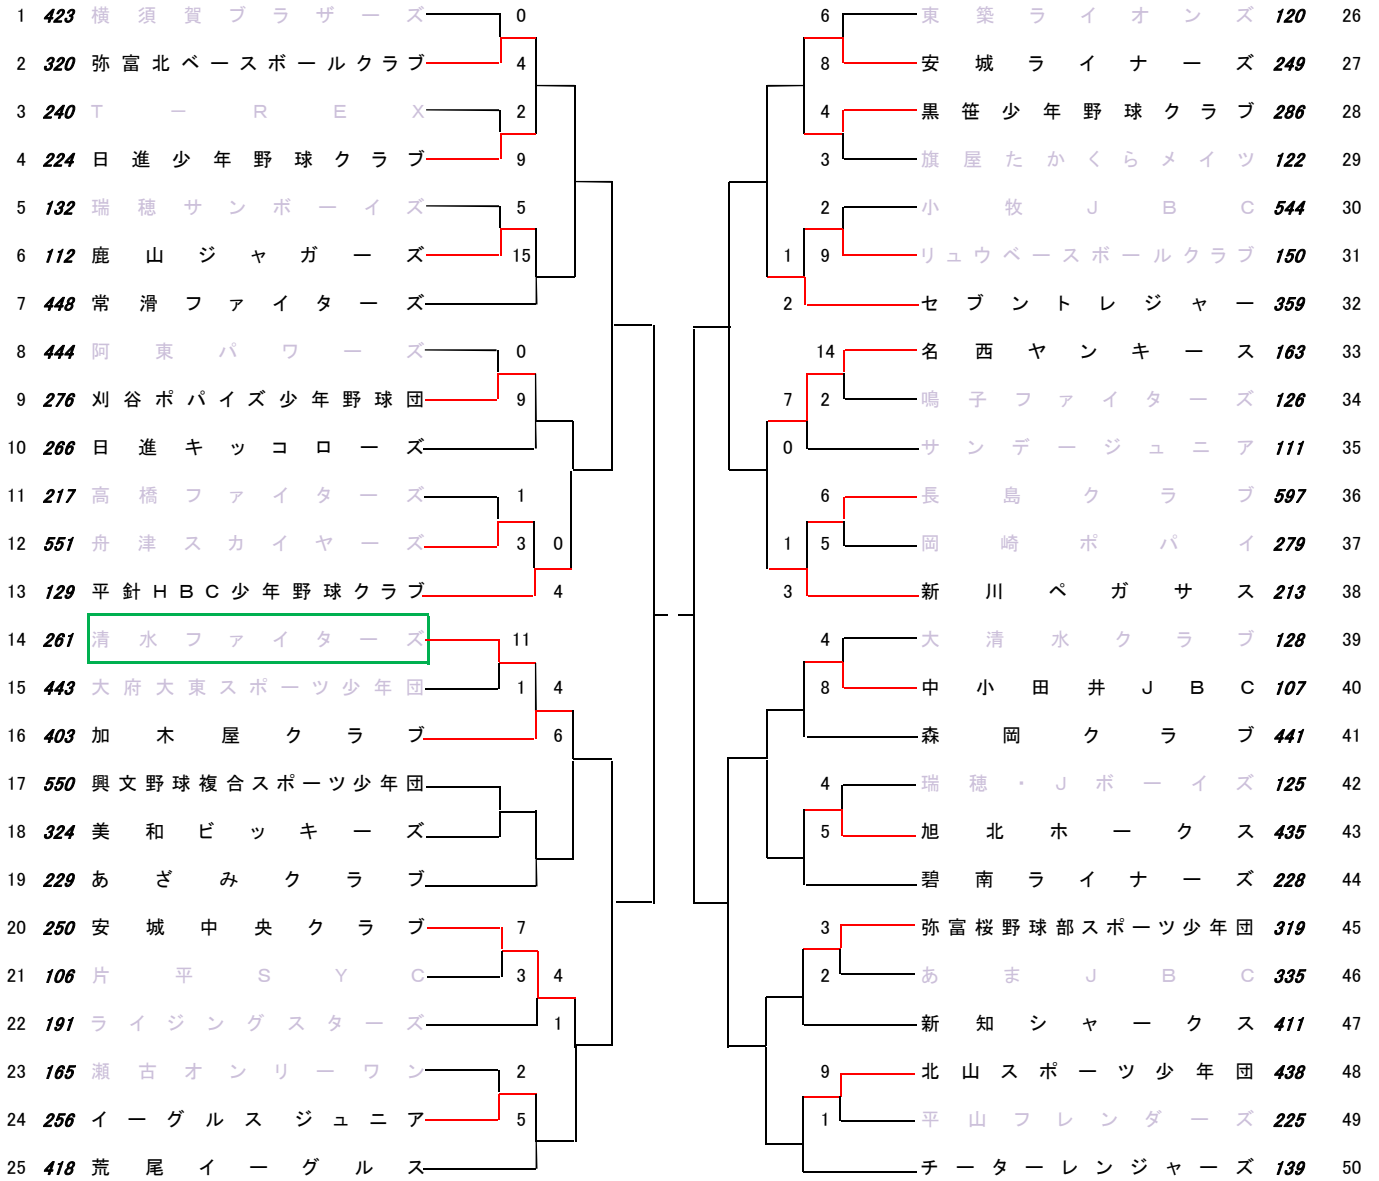 1 423 横須賀ブラザーズ 0
2 320 弥富北ベースボールクラブ 4
3 240 T－REX 2
4 224 日進少年野球クラブ 9
5 132 瑞穂サンボーイズ 5
6 112 鹿山ジャガーズ 15
7 448 常滑ファイターズ
8 444 阿東パワーズ 0
9 276 刈谷ポパイズ少年野球団 9
10 266 日進キッコローズ
11 217 高橋ファイターズ 1
12 551 舟津スカイヤーズ 3 0
13 129 平針HBC少年野球クラブ 4
14 261 清水ファイターズ 11
15 443 大府大東スポーツ少年団 1 4
16 403 加木屋クラブ 6
17 550 興文野球複合スポーツ少年団
18 324 美和ビッキーズ
19 229 あざみクラブ
20 250 安城中央クラブ 7
21 106 片平SYC 3 4
22 191 ライジングスターズ 1
23 165 瀬古オンリーワン 2
24 256 イーグルスジュニア 5
25 418 荒尾イーグルス
6 東築ライオンズ 120 26
8 安城ライナーズ 249 27
4 黒笹少年野球クラブ 286 28
3 旗屋たかくらメイツ 122 29
2 小牧JBC 544 30
1 9 リュウベースボールクラブ 150 31
2 セブントレジャー 359 32
14 名西ヤンキース 163 33
7 2 鳴子ファイターズ 126 34
0 サンデージュニア 111 35
6 長島クラブ 597 36
1 5 岡崎ポパイ 279 37
3 新川ペガサス 213 38
4 大清水クラブ 128 39
8 中小田井JBC 107 40
森岡クラブ 441 41
4 瑞穂・Jボーイズ 125 42
5 旭北ホークス 435 43
碧南ライナーズ 228 44
3 弥富桜野球部スポーツ少年団 319 45
2 あまJBC 335 46
新知シャークス 411 47
9 北山スポーツ少年団 438 48
1 平山フレンダーズ 225 49
チーターレンジャーズ 139 50